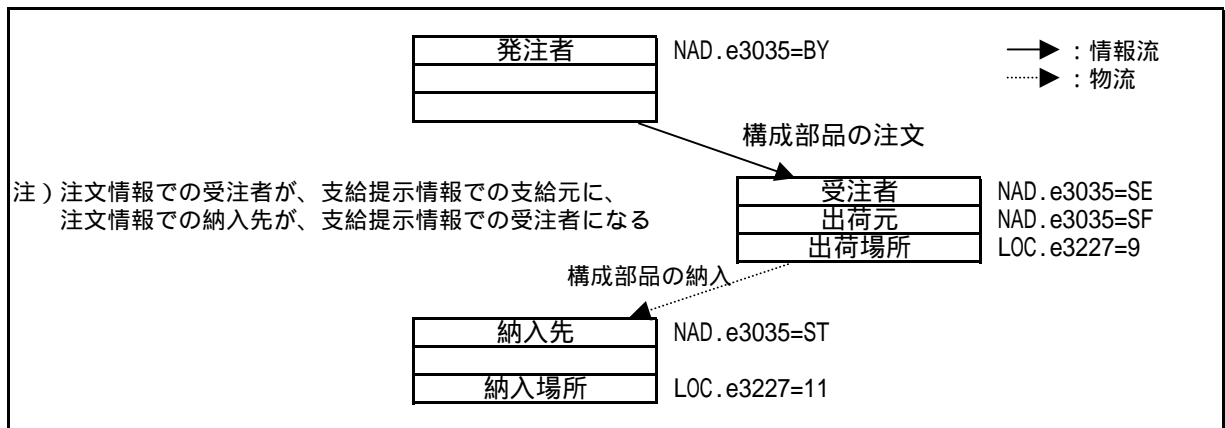 発注者 NAD.e3035=BY
：情報流
：物流
構成部品の注文
注）注文情報での受注者が、支給提示情報での支給元に、
注文情報での納入先が、支給提示情報での受注者になる
受注者 NAD.e3035=SE
出荷元 NAD.e3035=SF
出荷場所 LOC.e3227=9
構成部品の納入
納入先 NAD.e3035=ST
納入場所 LOC.e3227=11